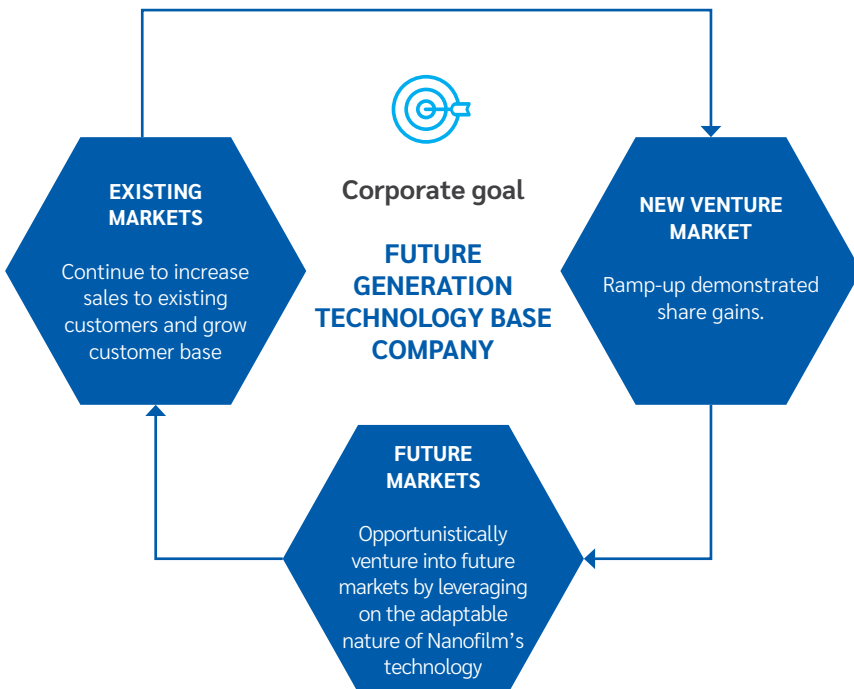 Corporate goal
FUTURE
GENERATION
TECHNOLOGY BASE
COMPANY
EXISTING
MARKETS
Continue to increase
sales to existing
customers and grow
customer base
NEW VENTURE
MARKET
Ramp-up demonstrated
share gains.
FUTURE
MARKETS
Opportunistically
venture into future
markets by leveraging
on the adaptable
nature of Nanofilm’s
technology